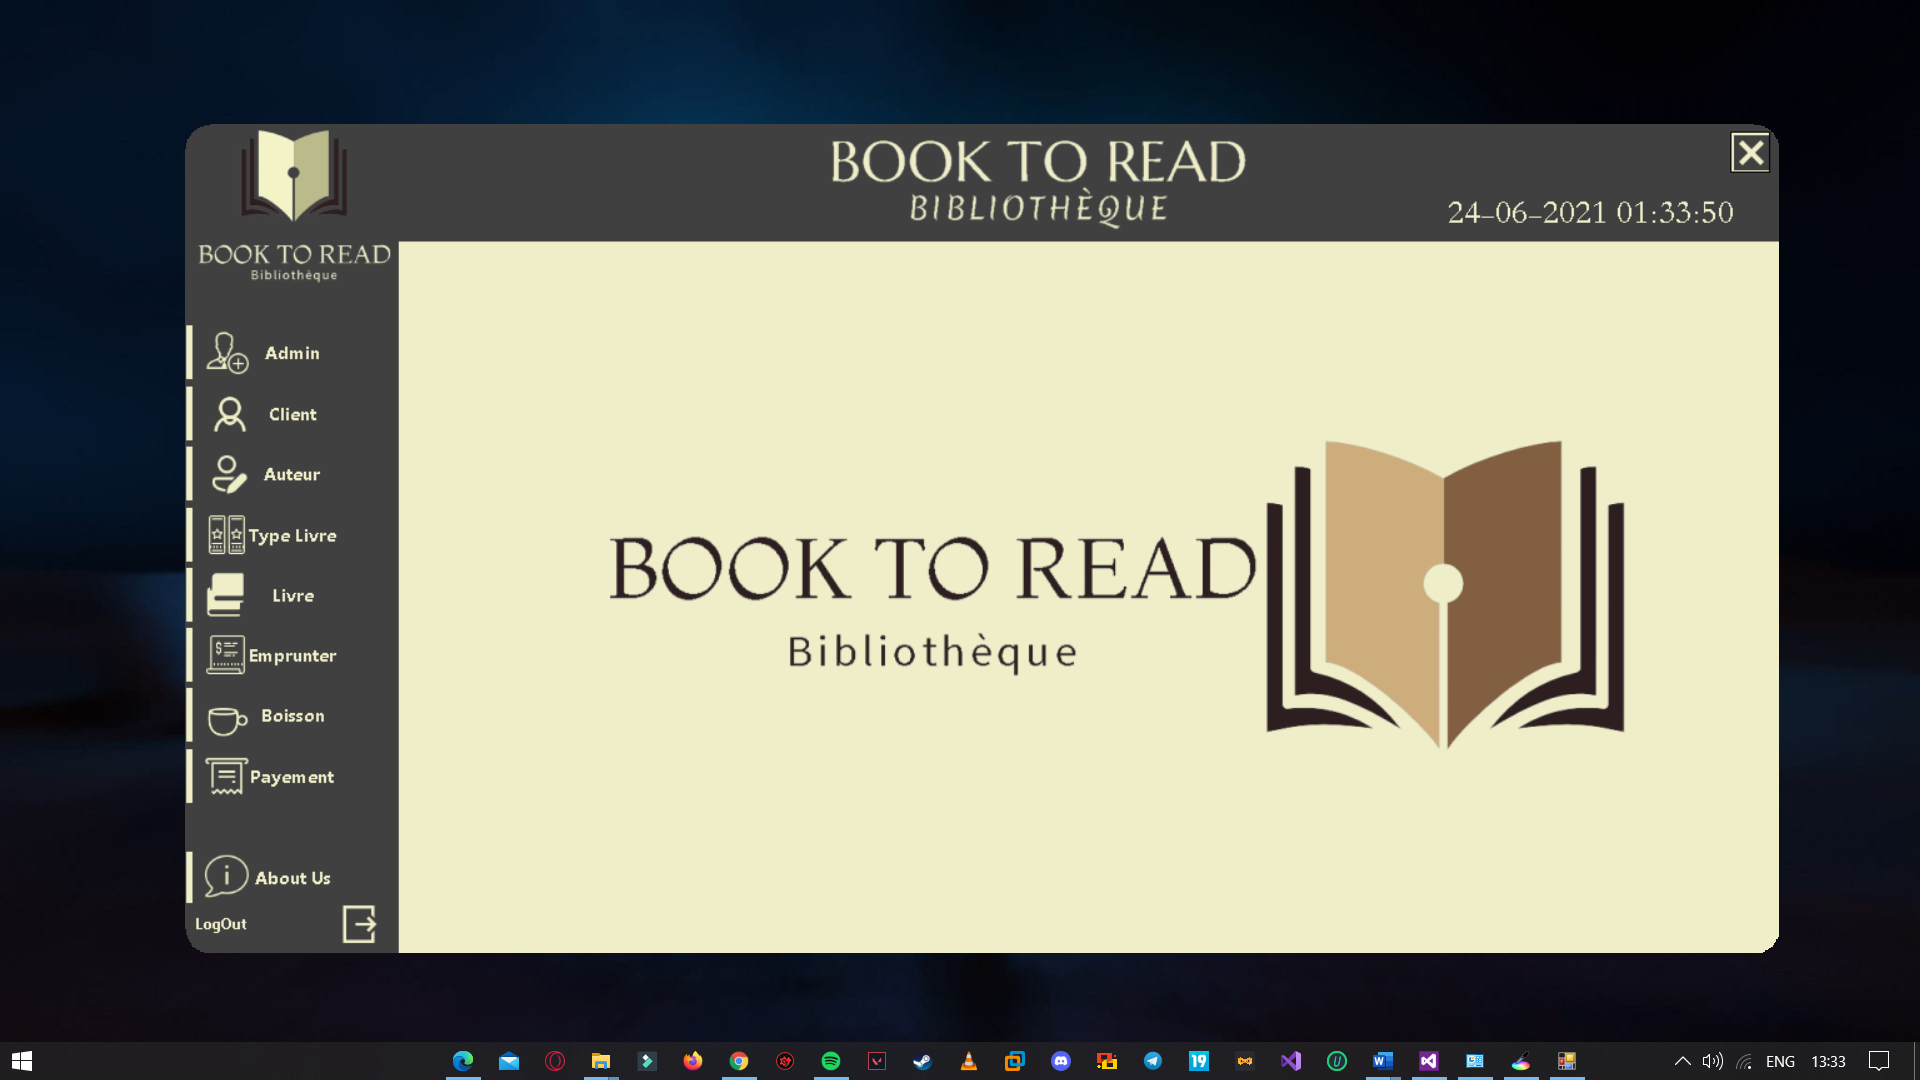 BOOK TO READ
BIBLIOTHÈQUE
24-06-2021 01:33:50
BOOK TO READ
Bibliothèque
Admin
Client
Auteur
Type Livre
Livre
Emprunter
Boisson
Payement
About Us
LogOut
BOOK TO READ
Bibliothèque
19
ENG
13:33